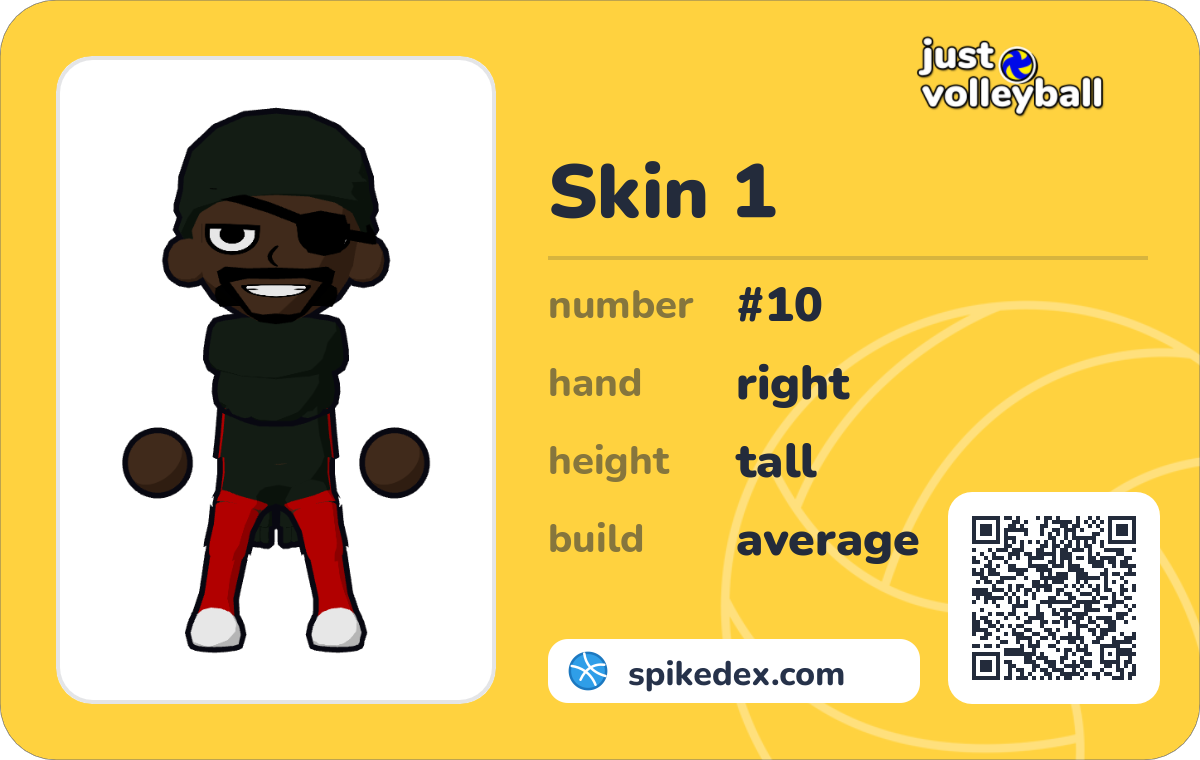 just
volleyball
Skin 1
number #10
hand right
height tall
build average
spikedex.com